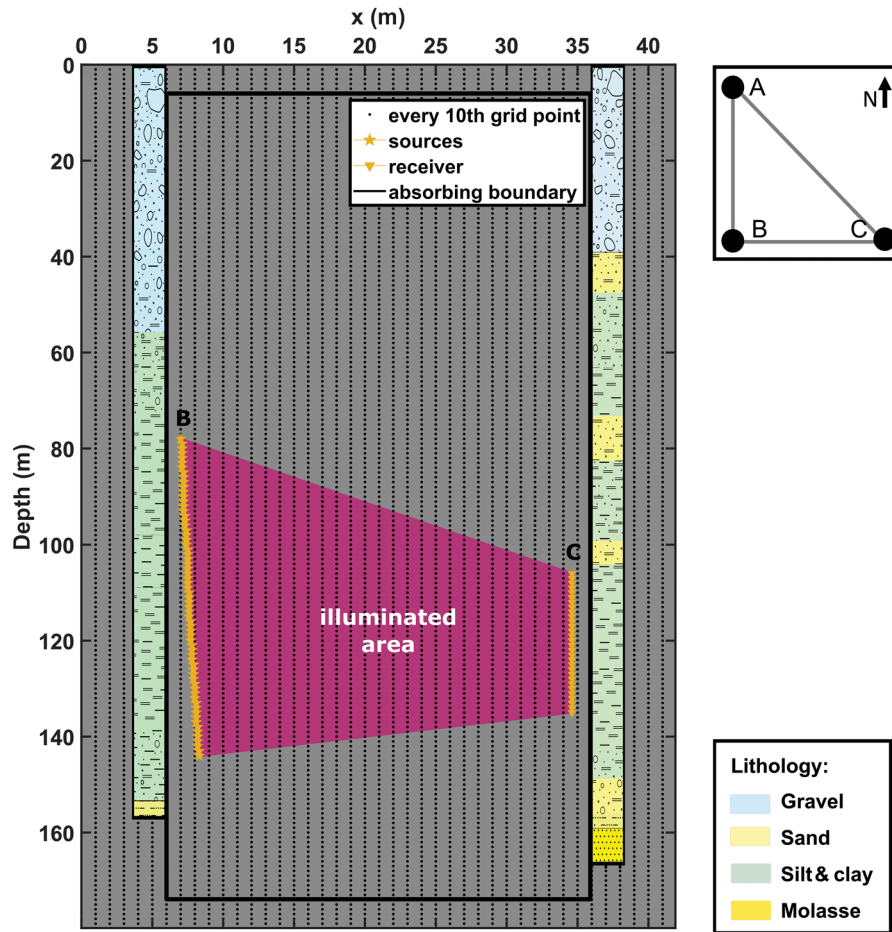 x (m)
0 5 10 15 20 25 30 35 40
0
20
40
60
80
100
120
140
160
Depth (m)
every 10th grid point
sources
receiver
absorbing boundary
B
C
illuminated
area
A
N
B
C
Lithology:
Gravel
Sand
Silt & clay
Molasse